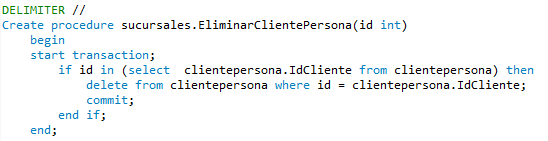 DELIMITER //
Create procedure sucursales.EliminarClientePersona(id int)
begin
start transaction;
if id in (select  clientepersona.IdCliente from clientepersona) then
delete from clientepersona where id = clientepersona.IdCliente;
commit;
end if;
end;